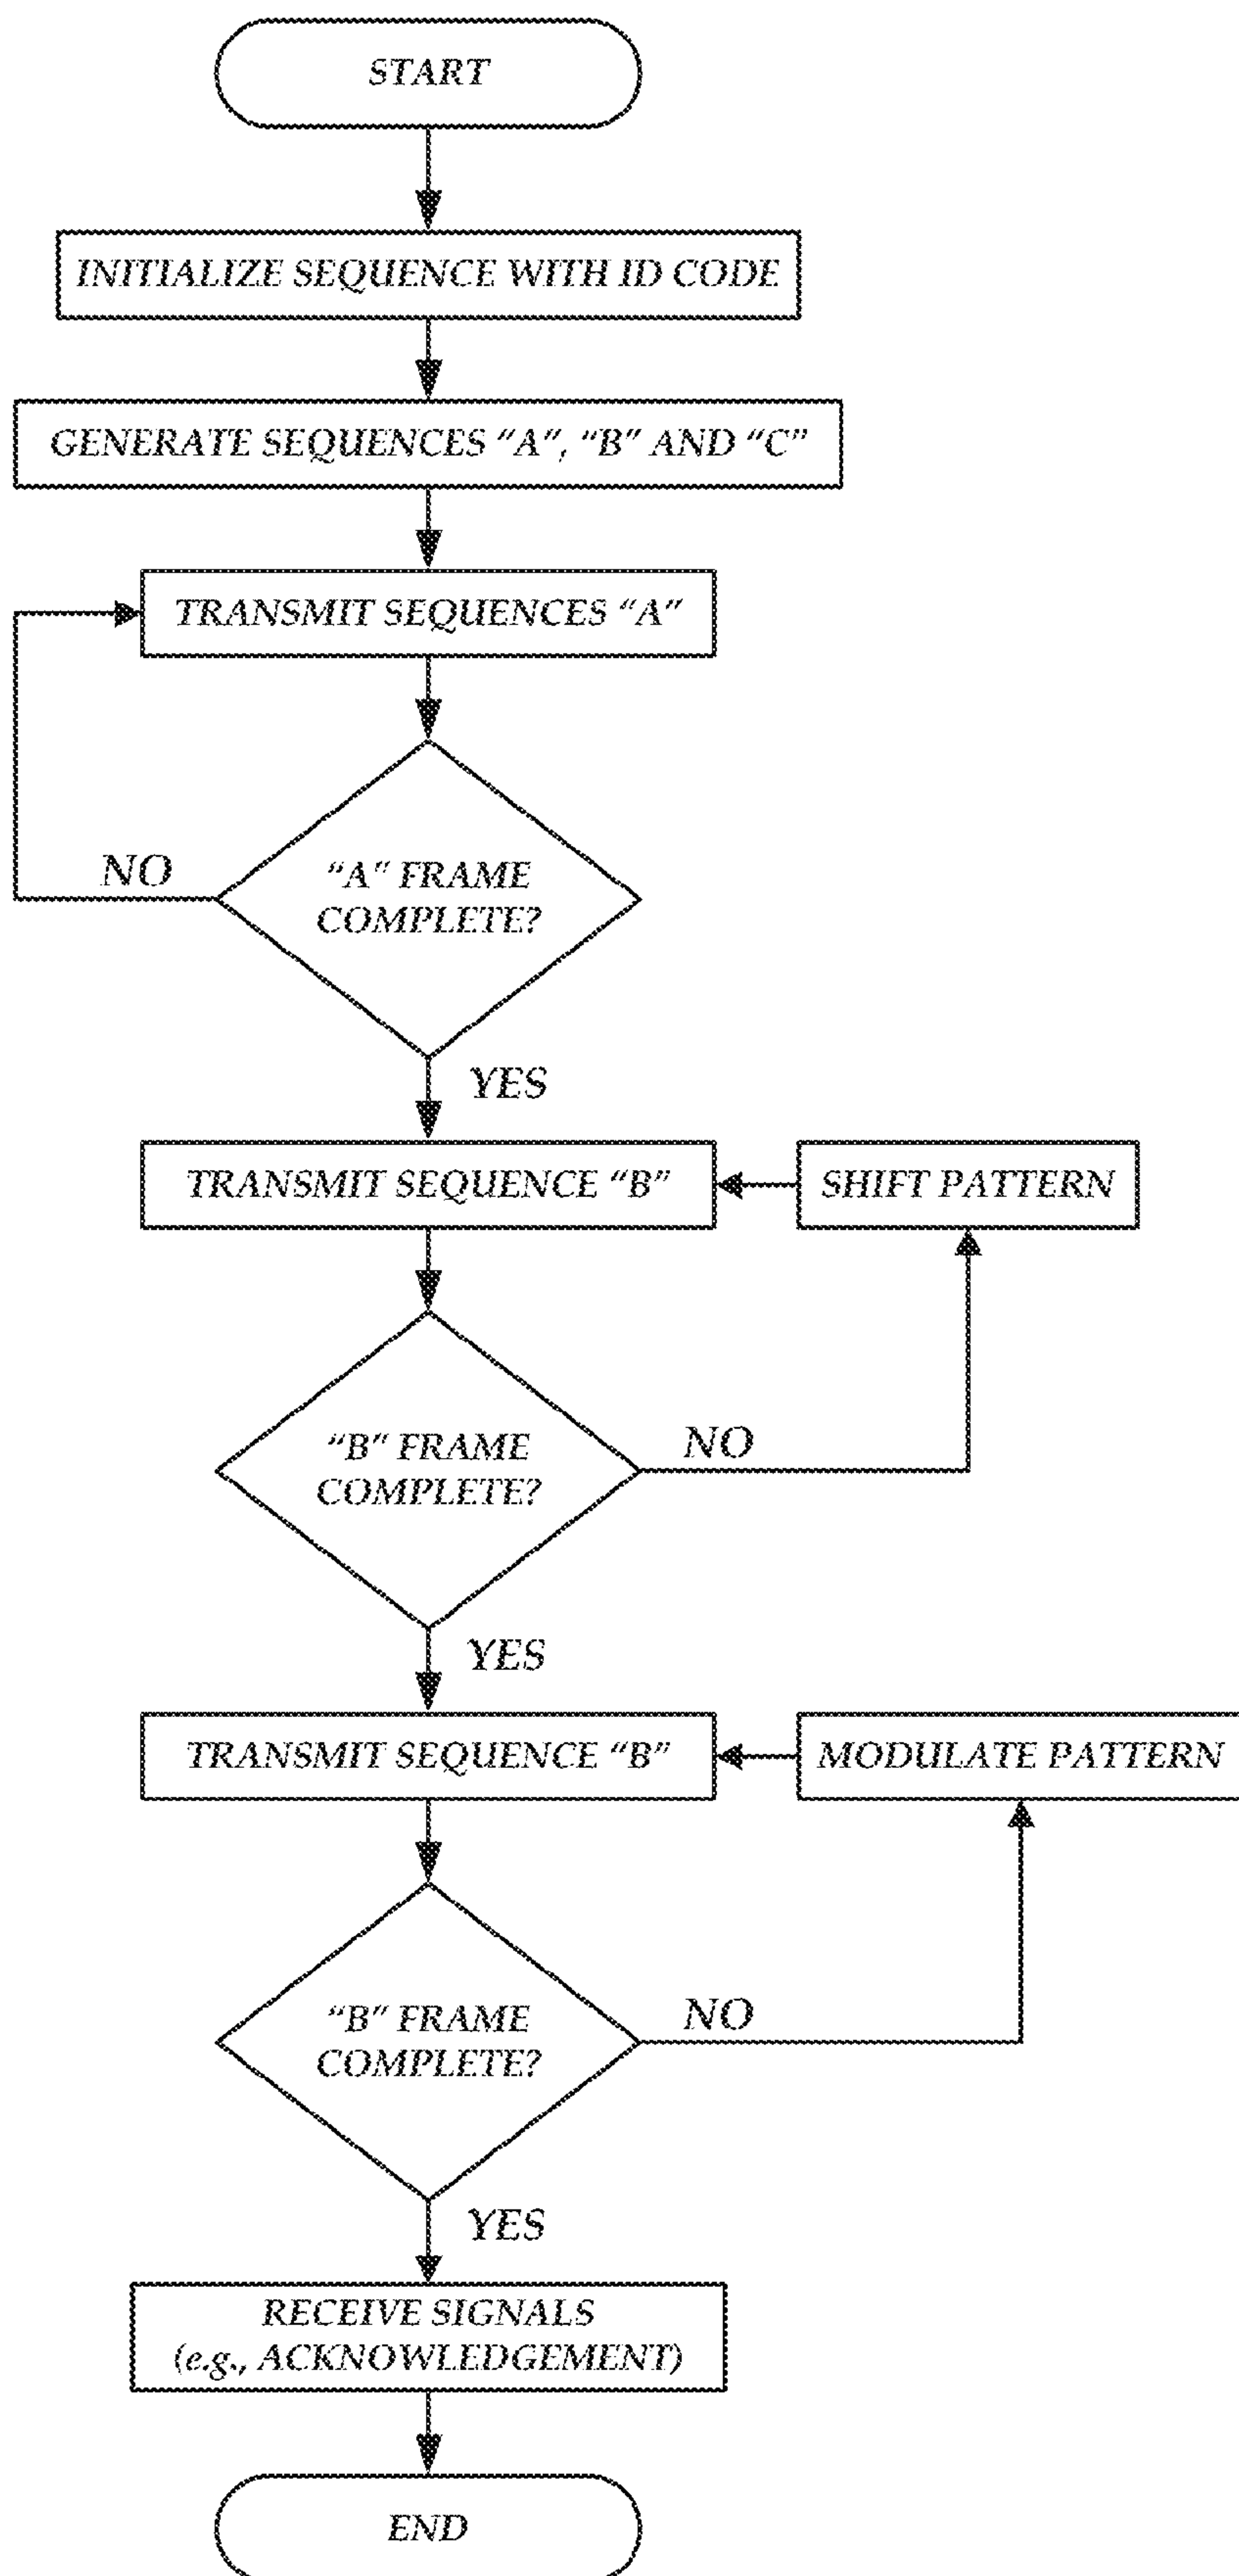 START
INITIALIZE SEQUENCE WITH ID CODE
GENERATE SEQUENCES “A”, “B” AND “C”
TRANSMIT SEQUENCES “A”
NO
“A” FRAME
COMPLETE?
YES
TRANSMIT SEQUENCE “B”
SHIFT PATTERN
“B” FRAME
COMPLETE?
NO
YES
TRANSMIT SEQUENCE “B”
MODULATE PATTERN
“B” FRAME
COMPLETE?
NO
YES
RECEIVE SIGNALS
(e.g., ACKNOWLEDGEMENT)
END